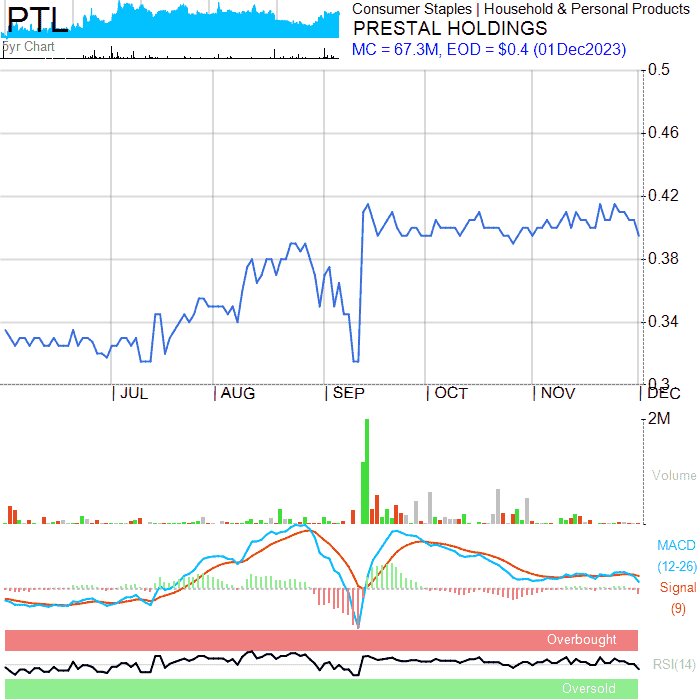 PTL
5yr Chart
Consumer Staples | Household & Personal Products
PRESTAL HOLDINGS
MC = 67.3M, EOD = $0.4 (01Dec2023)
0.5
0.46
0.42
0.38
0.34
0.3
| JUL | AUG | SEP | OCT | NOV | DEC
2M
Volume
MACD
(12-26)
Signal
(9)
Overbought
RSI(14)
Oversold